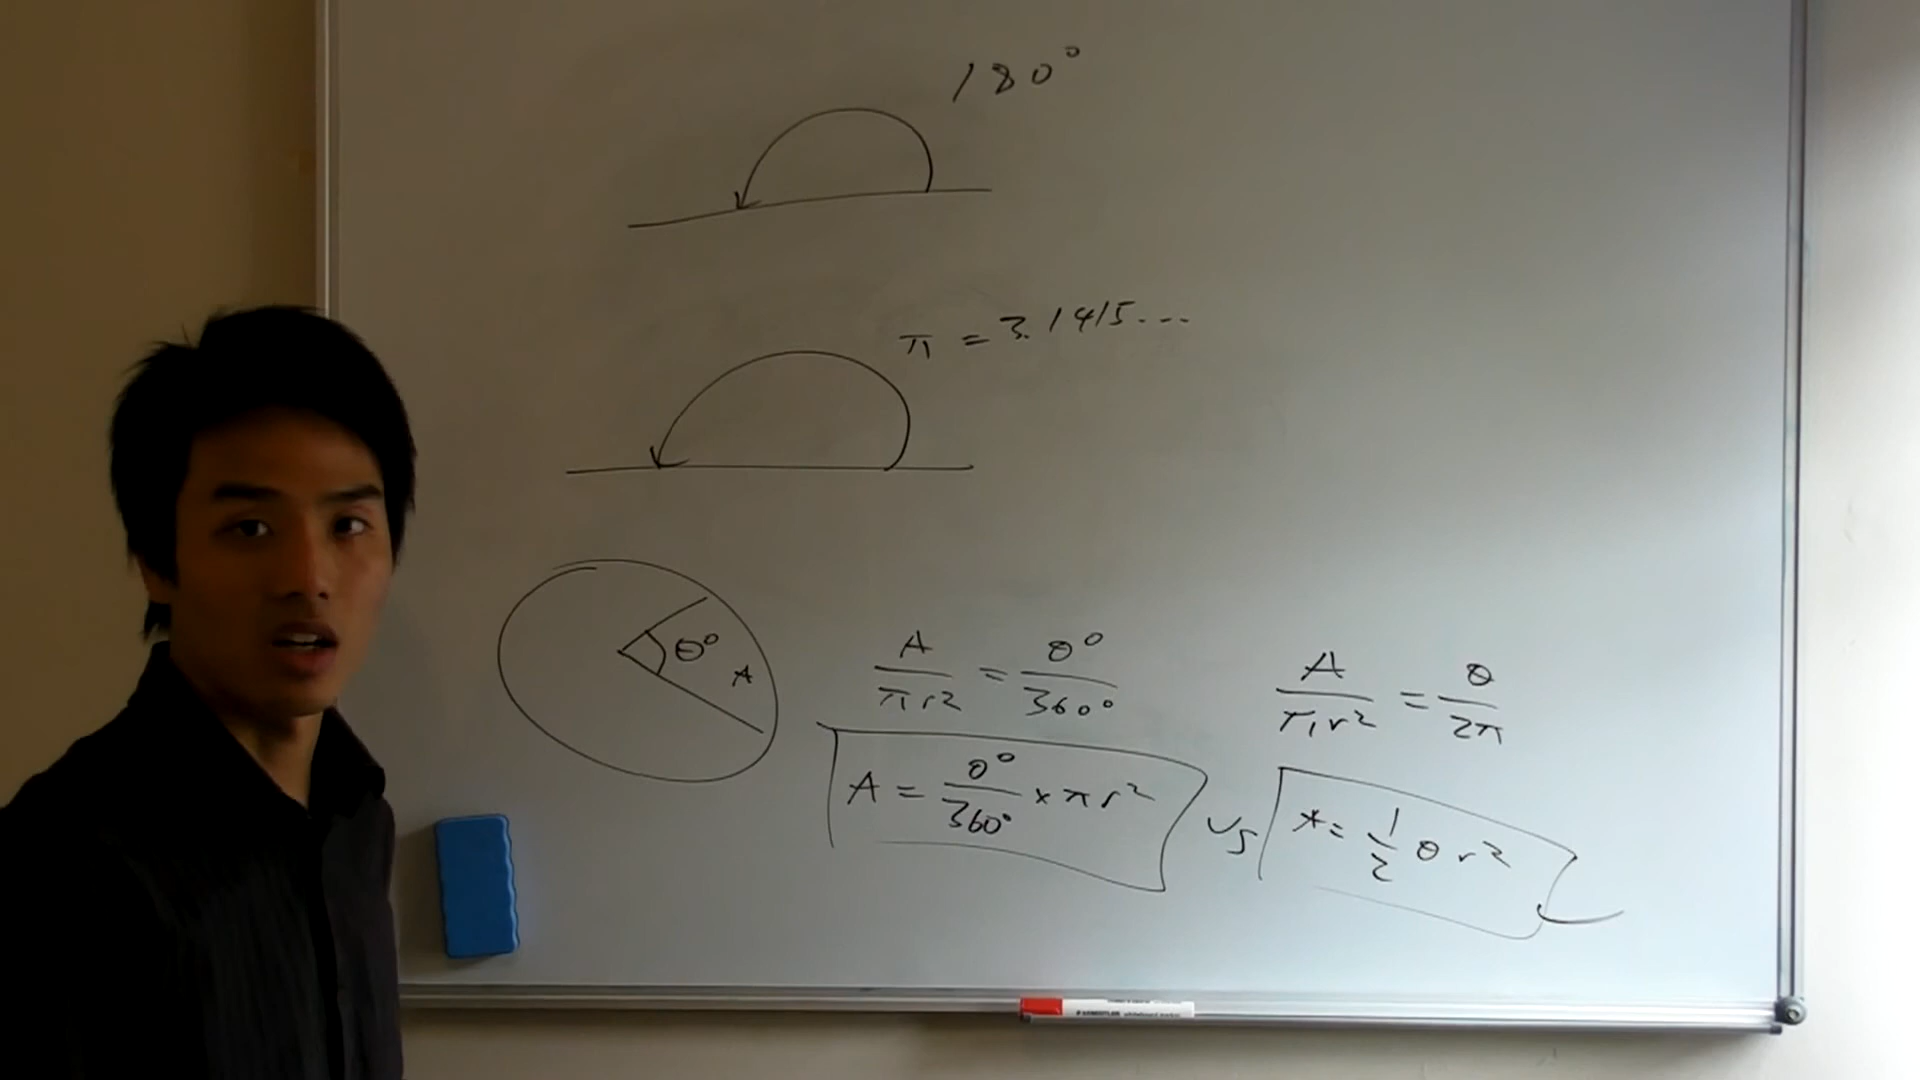 180°
π = 3.1415...
θ°
A
A/πr² = θ°/360°
A/πr² = θ/2π
A = θ°/360° × πr²
vs
A = 1/2 θ r²